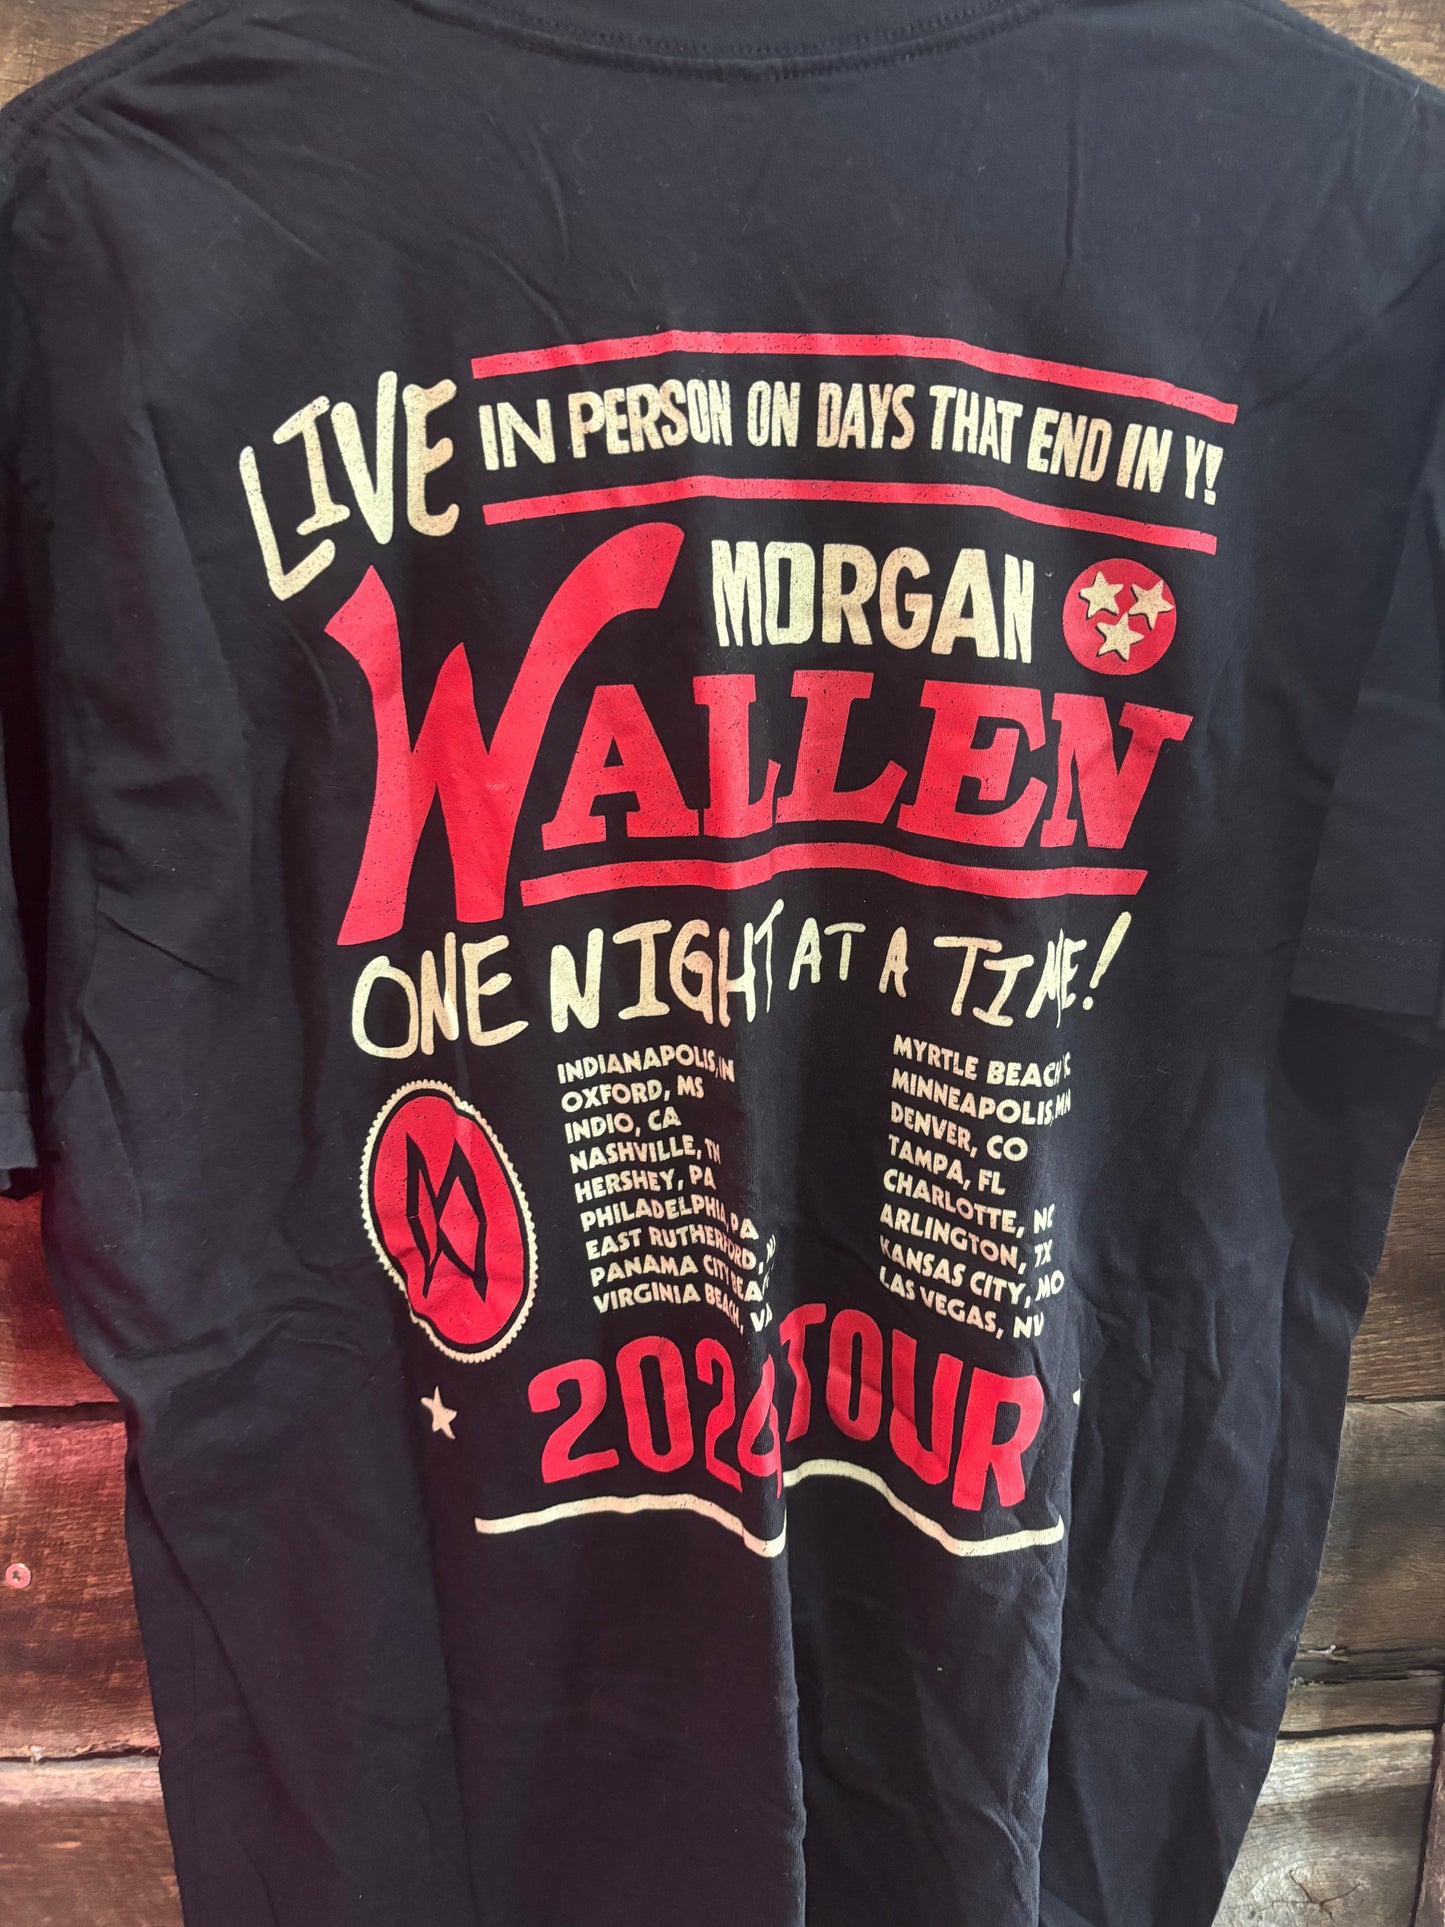 LIVE IN PERSON ON DAYS THAT END IN Y!
MORGAN
WALLEN
ONE NIGHT AT A TIME!
INDIANAPOLIS, IN
OXFORD, MS
INDIO, CA
NASHVILLE, TN
HERSHEY, PA
PHILADELPHIA, PA
EAST RUTHERFORD,
PANAMA CITY
VIRGINIA BEACH, VA
MYRTLE BEACH
MINNEAPOLIS, MN
DENVER, CO
TAMPA, FL
CHARLOTTE, NC
ARLINGTON, TX
KANSAS CITY, MO
LAS VEGAS, NV
2024 TOUR